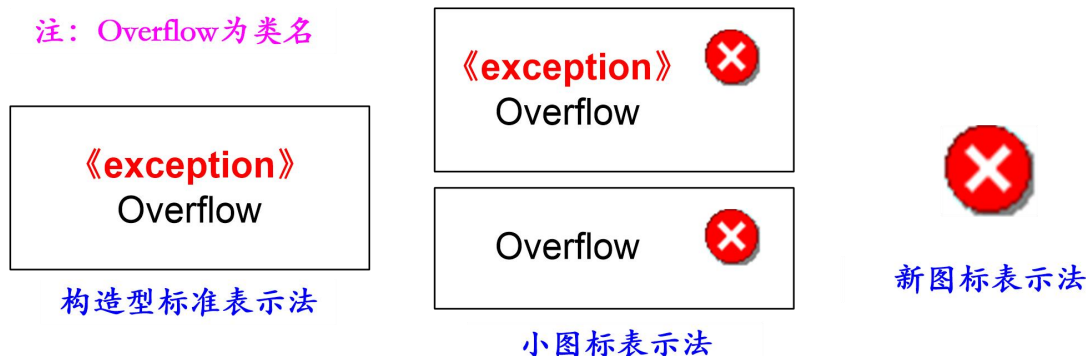 注：Overflow为类名
《exception》
Overflow
构造型标准表示法
《exception》
Overflow
Overflow
小图标表示法
新图标表示法